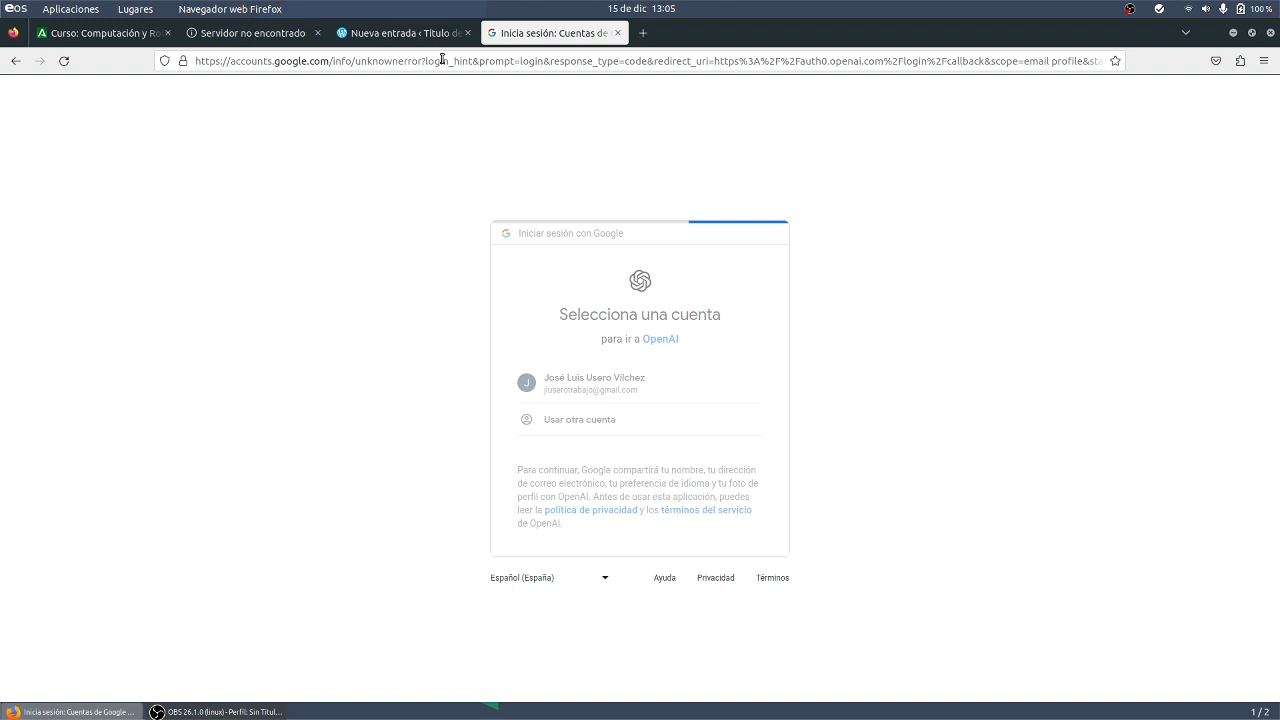 eos Aplicaciones Lugares Navegador web Firefox 15 de dic 13:05 100 %
Curso: Computación y Ro Servidor no encontrado Nueva entrada ‹ Título de Inicia sesión: Cuentas de
https://accounts.google.com/info/unknownerror?login_hint&prompt=login&response_type=code&redirect_uri=https%3A%2F%2Fauth0.openai.com%2Flogin%2Fcallback&scope=email profile&sta
Iniciar sesión con Google
Selecciona una cuenta
para ir a OpenAI
J José Luis Usero Vílchez
jluserotrabajo@gmail.com
Usar otra cuenta
Para continuar, Google compartirá tu nombre, tu dirección
de correo electrónico, tu preferencia de idioma y tu foto de
perfil con OpenAI. Antes de usar esta aplicación, puedes
leer la política de privacidad y los términos del servicio
de OpenAI.
Español (España) Ayuda Privacidad Términos
Inicia sesión: Cuentas de Google ... OBS 26.1.0 (linux) - Perfil: Sin Titul... 1 / 2